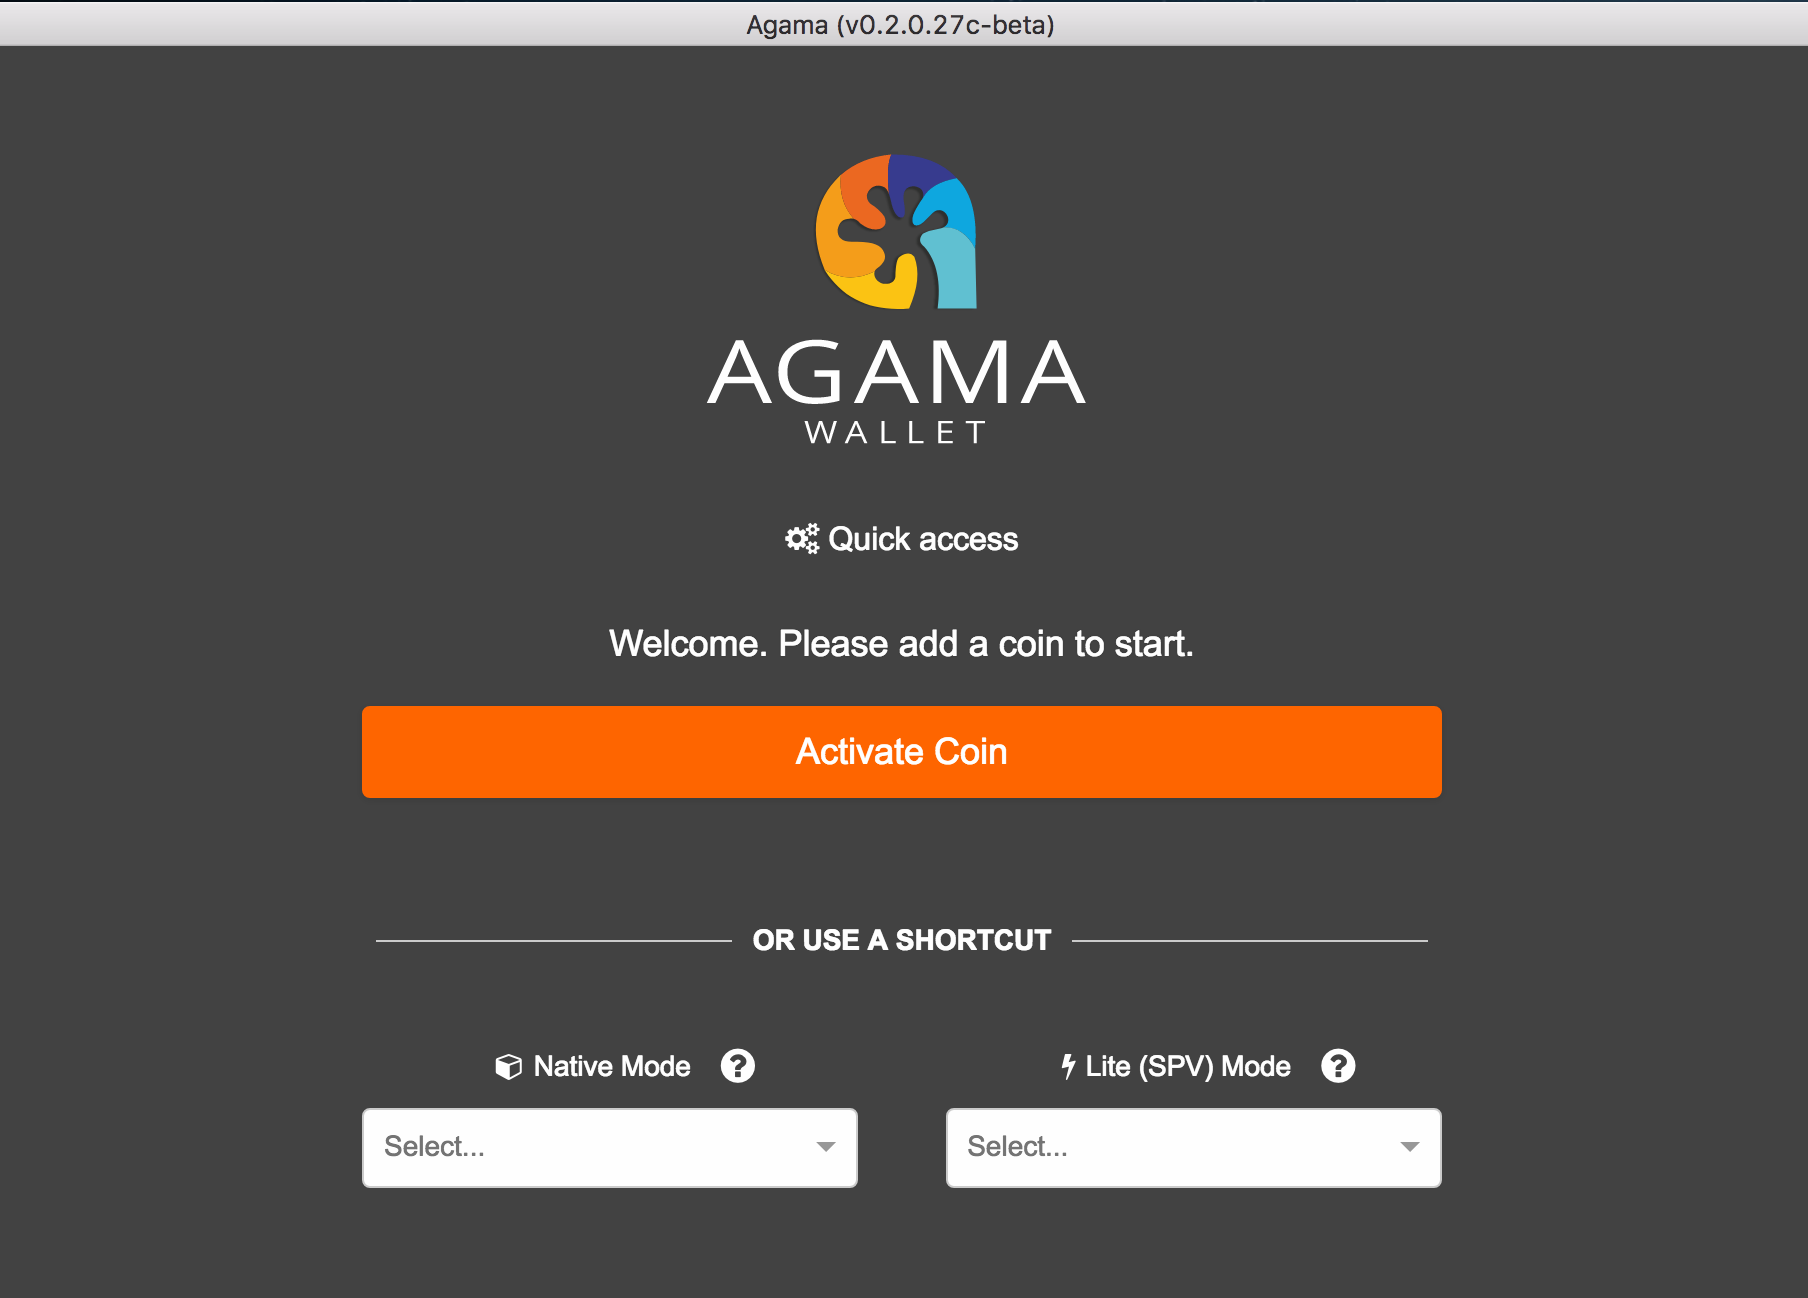 Agama (v0.2.0.27c-beta)
AGAMA
WALLET
Quick access
Welcome. Please add a coin to start.
Activate Coin
OR USE A SHORTCUT
Native Mode ?
Lite (SPV) Mode ?
Select...
Select...